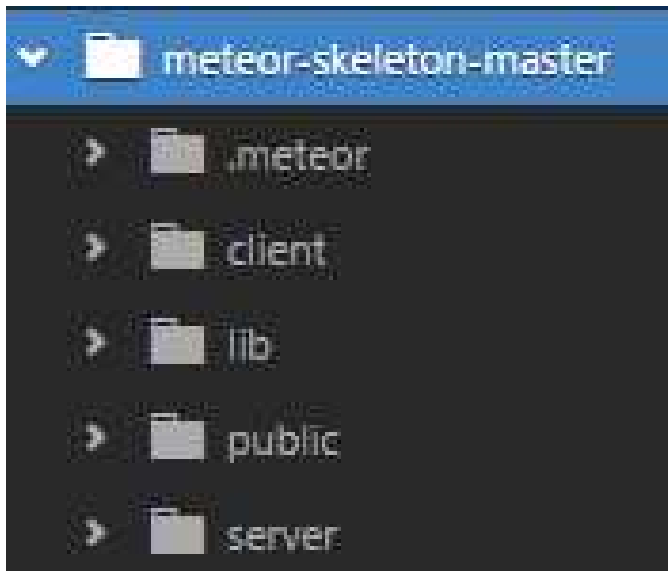 meteor-skeleton-master
.meteor
client
lib
public
server